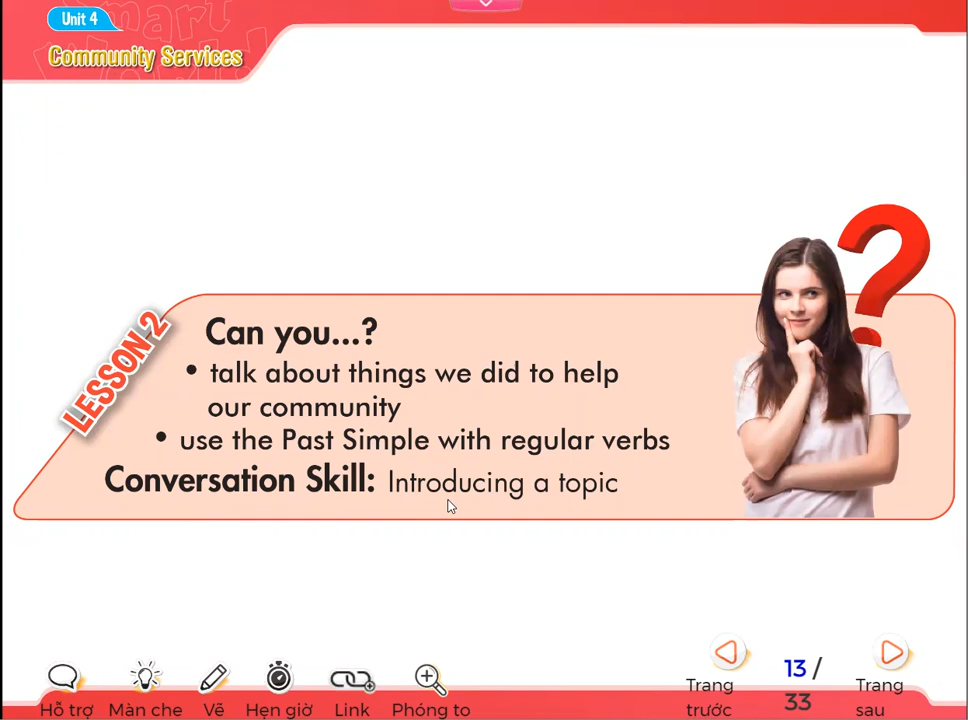 Unit 4
Community Services
LESSON 2
Can you...?
• talk about things we did to help
our community
• use the Past Simple with regular verbs
Conversation Skill: Introducing a topic
Hỗ trợ
Màn che
Vẽ
Hẹn giờ
Link
Phóng to
Trang
trước
13 /
33
Trang
sau